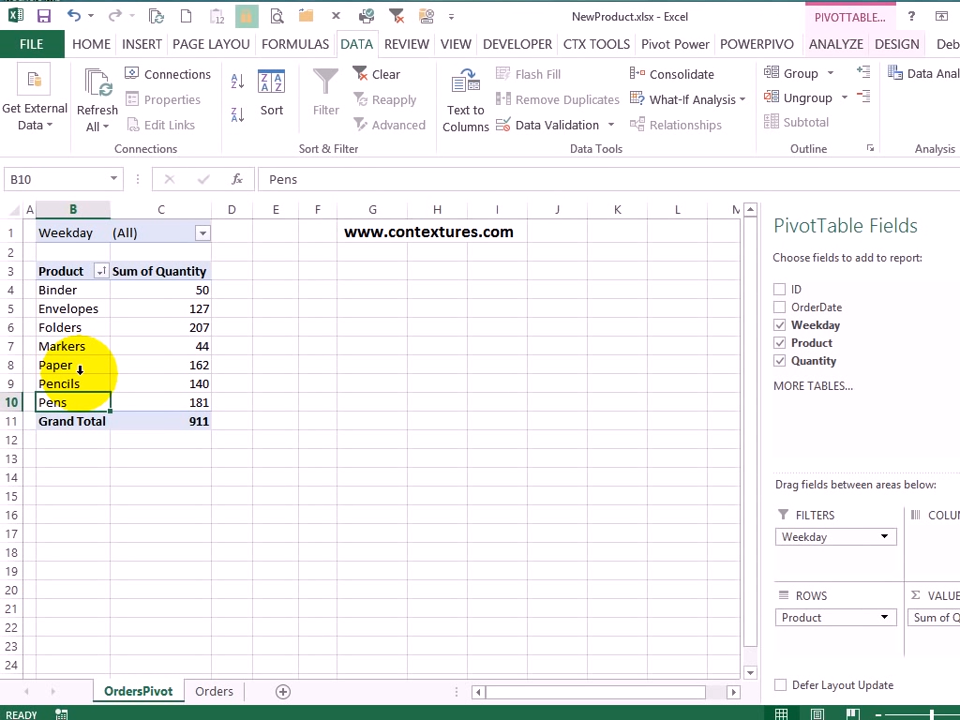 NewProduct.xlsx - Excel
PIVOTTABLE...
?
FILE
HOME
INSERT
PAGE LAYOU
FORMULAS
DATA
REVIEW
VIEW
DEVELOPER
CTX TOOLS
Pivot Power
POWERPIVO
ANALYZE
DESIGN
Deb
Get External
Data
Refresh
All
Connections
Properties
Edit Links
Connections
Sort
Filter
Clear
Reapply
Advanced
Sort & Filter
Text to
Columns
Flash Fill
Remove Duplicates
Data Validation
Consolidate
What-If Analysis
Relationships
Data Tools
Group
Ungroup
Subtotal
Outline
Data Anal
Analysis
B10
fx
Pens
A B C D E F G H I J K L M
1 Weekday (All) www.contextures.com
2
3 Product Sum of Quantity
4 Binder 50
5 Envelopes 127
6 Folders 207
7 Markers 44
8 Paper 162
9 Pencils 140
10 Pens 181
11 Grand Total 911
12
13
14
15
16
17
18
19
20
21
22
23
24
PivotTable Fields
Choose fields to add to report:
ID
OrderDate
Weekday
Product
Quantity
MORE TABLES...
Drag fields between areas below:
FILTERS
COLUM
Weekday
ROWS
Σ VALUE
Product
Sum of Q
Defer Layout Update
OrdersPivot
Orders
READY